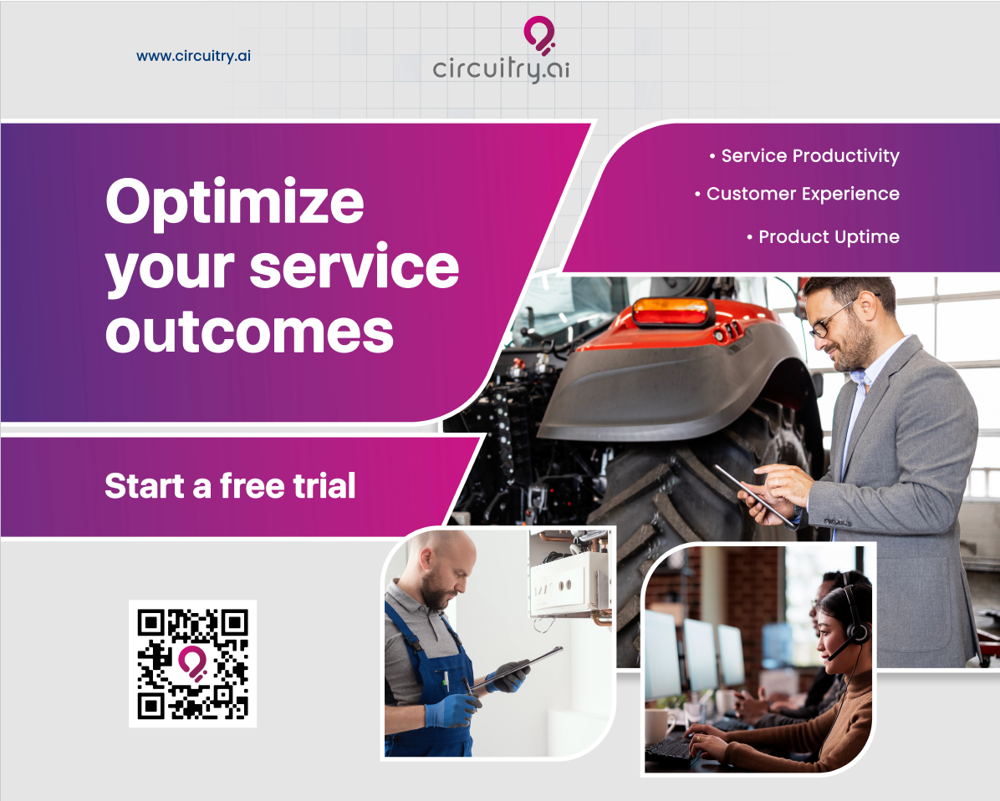 www.circuitry.ai
circuitry.ai
Optimize
your service
outcomes
• Service Productivity
• Customer Experience
• Product Uptime
Start a free trial